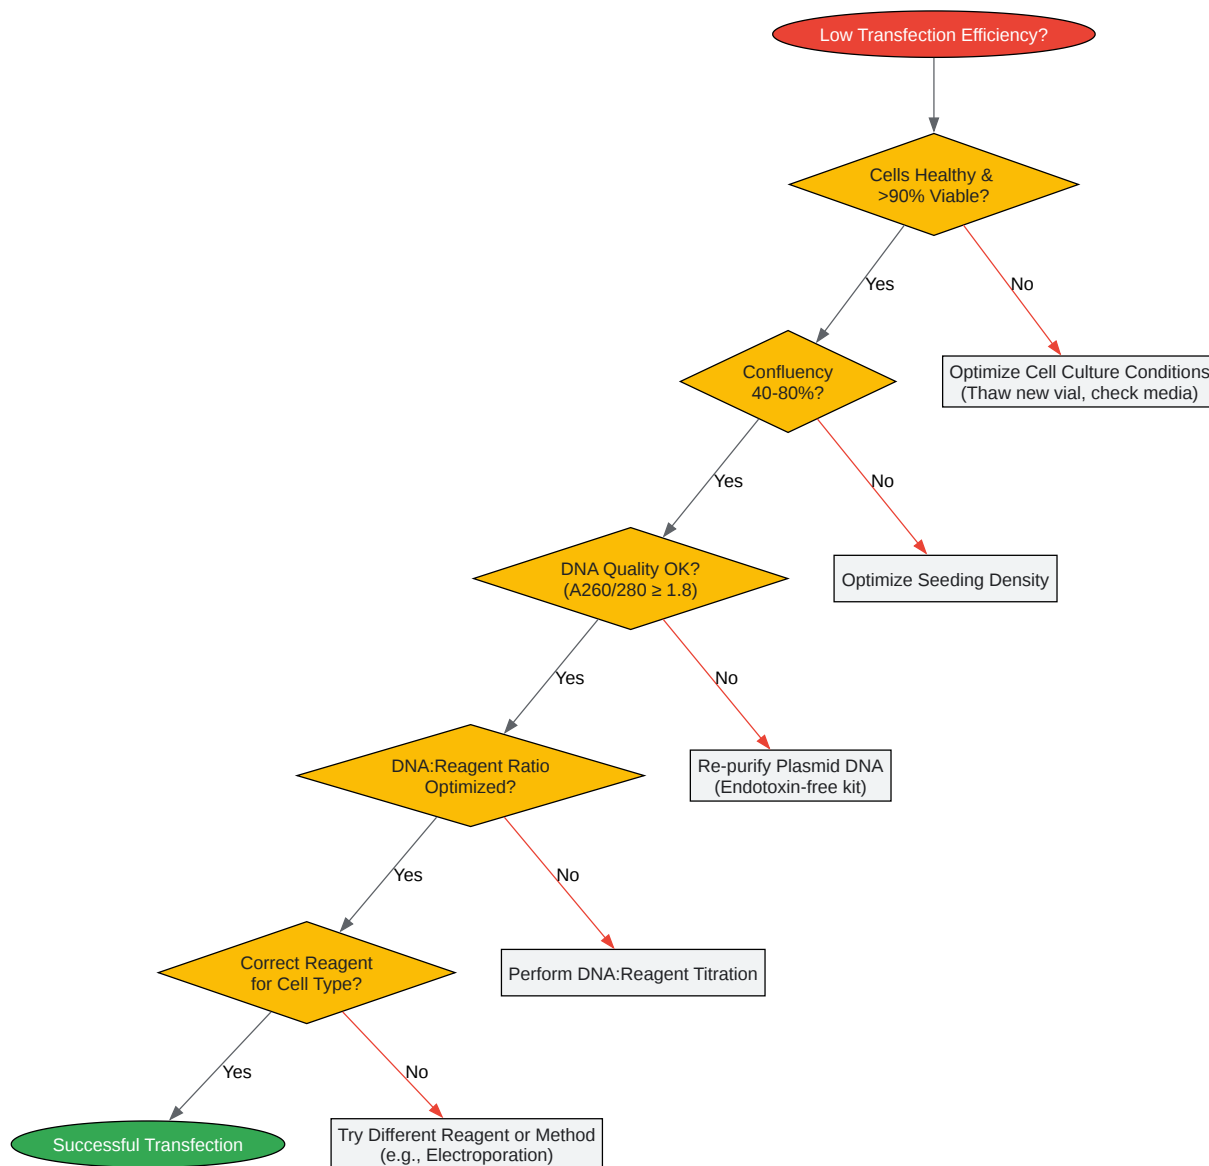 Low Transfection Efficiency?
Cells Healthy &
>90% Viable?
Yes
No
Confluency
40-80%?
Optimize Cell Culture Conditions
(Thaw new vial, check media)
Yes
No
DNA Quality OK?
(A260/280 ≥ 1.8)
Optimize Seeding Density
Yes
No
DNA:Reagent Ratio
Optimized?
Re-purify Plasmid DNA
(Endotoxin-free kit)
Yes
No
Correct Reagent
for Cell Type?
Perform DNA:Reagent Titration
Yes
No
Successful Transfection
Try Different Reagent or Method
(e.g., Electroporation)